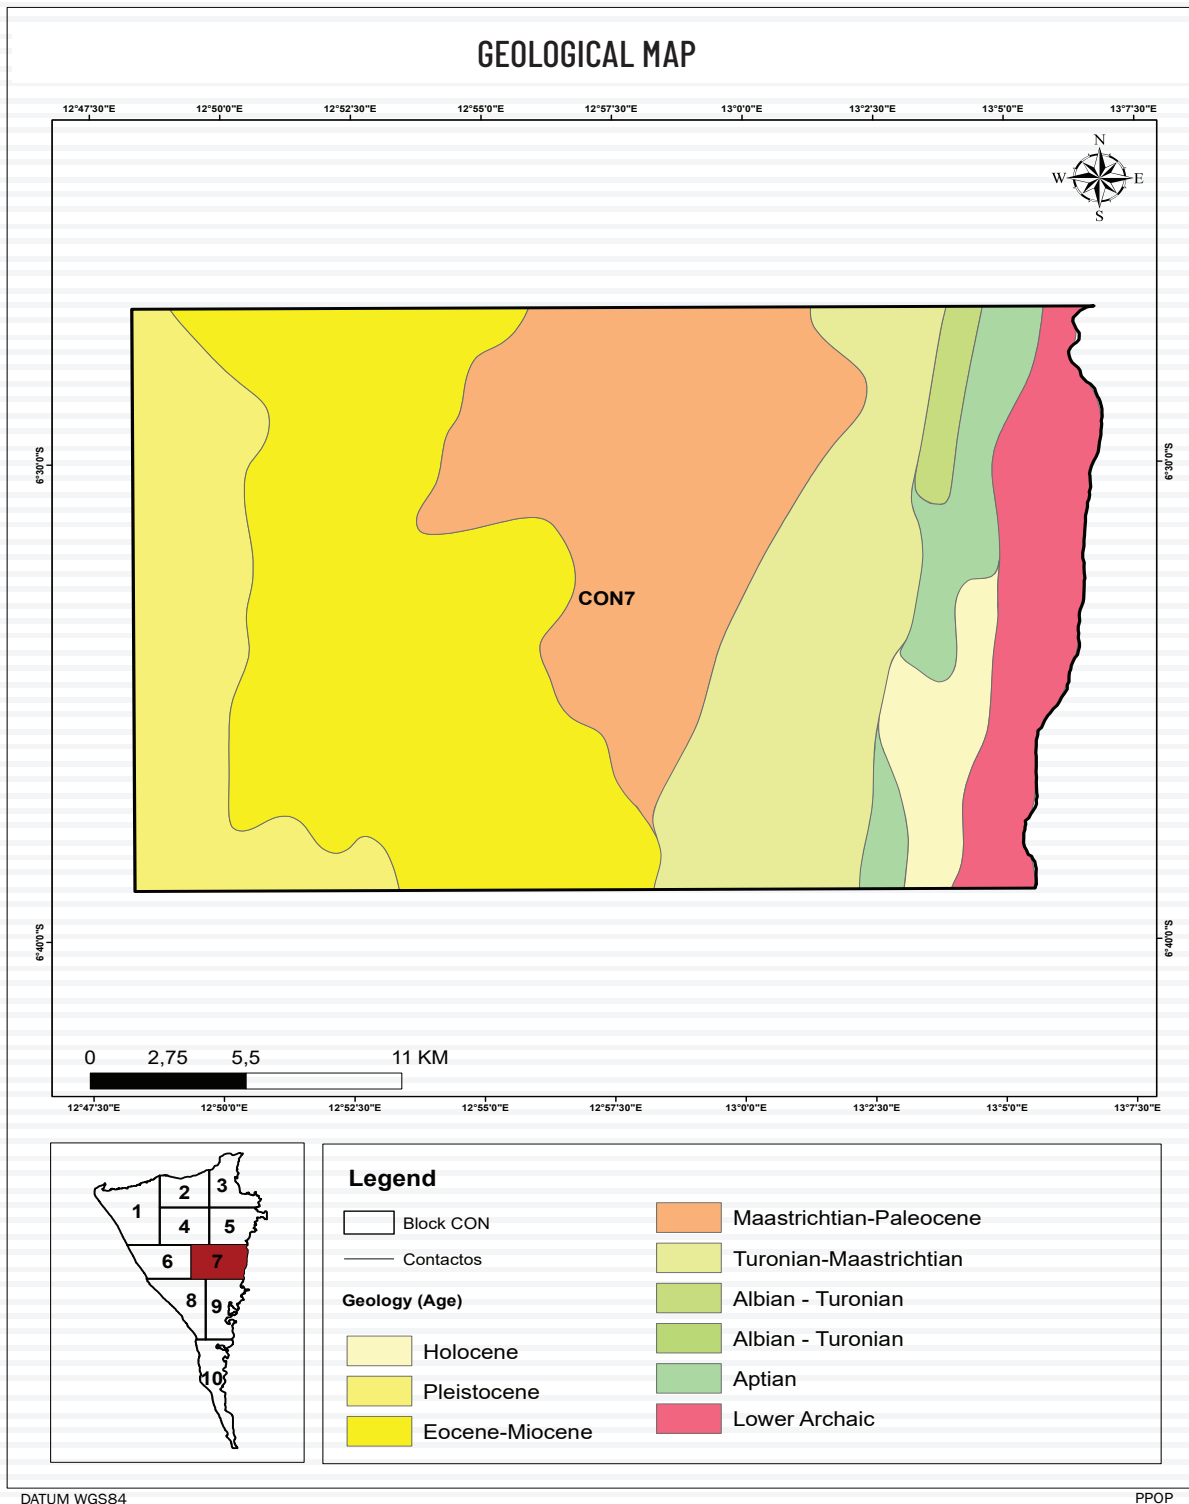 GEOLOGICAL MAP
12°47'30"E 12°50'0"E 12°52'30"E 12°55'0"E 12°57'30"E 13°0'0"E 13°2'30"E 13°5'0"E 13°7'30"E
N
W E
S
6°30'0"S 6°30'0"S
CON7
6°40'0"S 6°40'0"S
0 2,75 5,5 11 KM
12°47'30"E 12°50'0"E 12°52'30"E 12°55'0"E 12°57'30"E 13°0'0"E 13°2'30"E 13°5'0"E 13°7'30"E
1 2 3
4 5
6 7
8 9
10
Legend
Block CON
Contactos
Geology (Age)
Holocene
Pleistocene
Eocene-Miocene
Maastrichtian-Paleocene
Turonian-Maastrichtian
Albian - Turonian
Albian - Turonian
Aptian
Lower Archaic
DATUM WGS84
PPOP